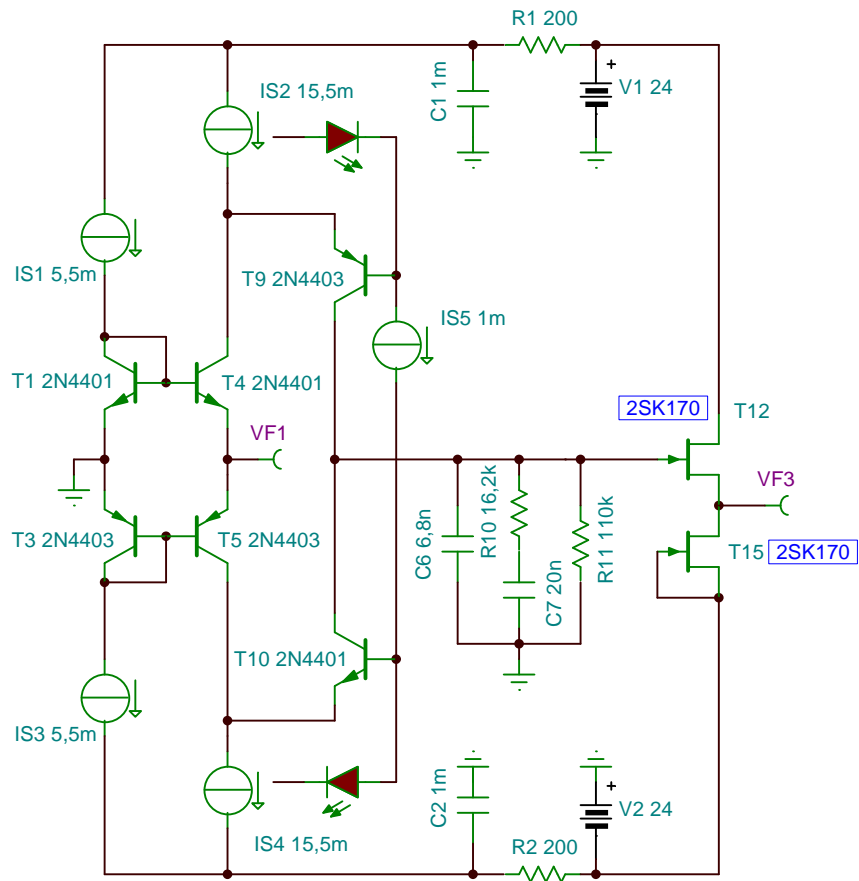 R1 200
IS2 15,5m
C1 1m
+
V1 24
IS1 5,5m
T9 2N4403
IS5 1m
T1 2N4401
T4 2N4401
2SK170
T12
VF1
VF3
T3 2N4403
T5 2N4403
C6 6,8n
R10 16,2k
C7 20n
R11 110k
T15
2SK170
T10 2N4401
IS3 5,5m
C2 1m
+
V2 24
IS4 15,5m
R2 200